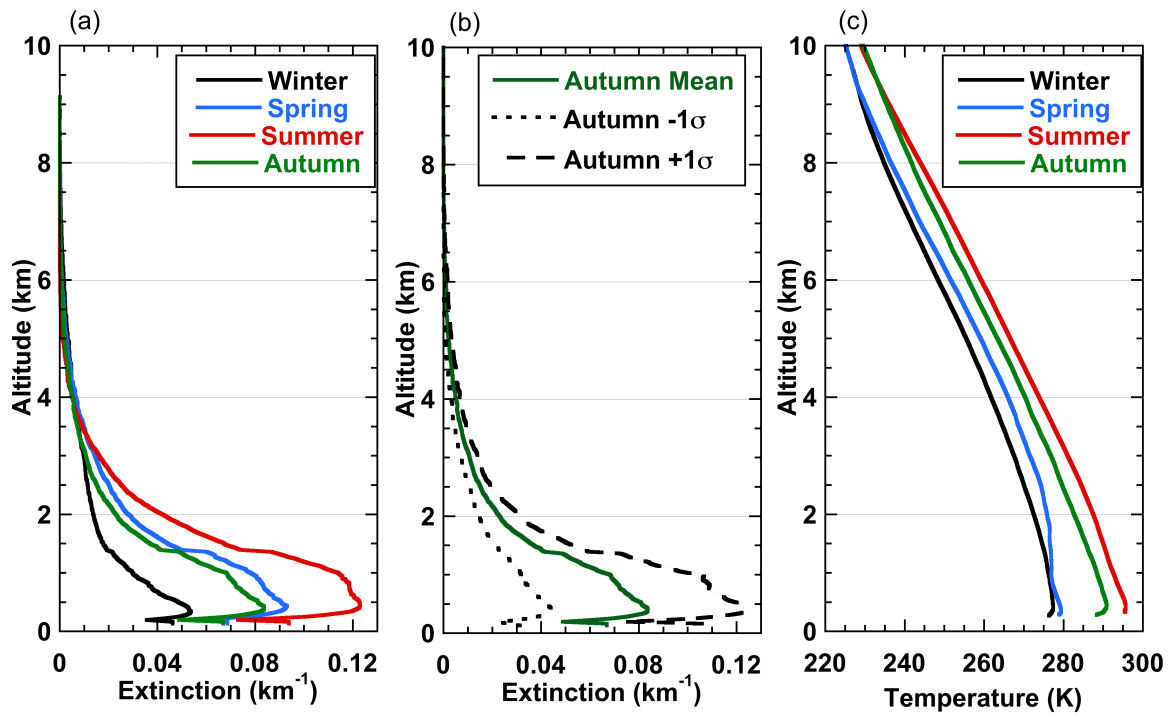 (a)
10
8
6
4
2
0
Altitude (km)
Winter
Spring
Summer
Autumn
0
0.04
0.08
0.12
Extinction (km⁻¹)
(b)
10
8
6
4
2
0
Altitude (km)
Autumn Mean
Autumn -1σ
Autumn +1σ
0
0.04
0.08
0.12
Extinction (km⁻¹)
(c)
10
8
6
4
2
0
Altitude (km)
Winter
Spring
Summer
Autumn
220
240
260
280
300
Temperature (K)